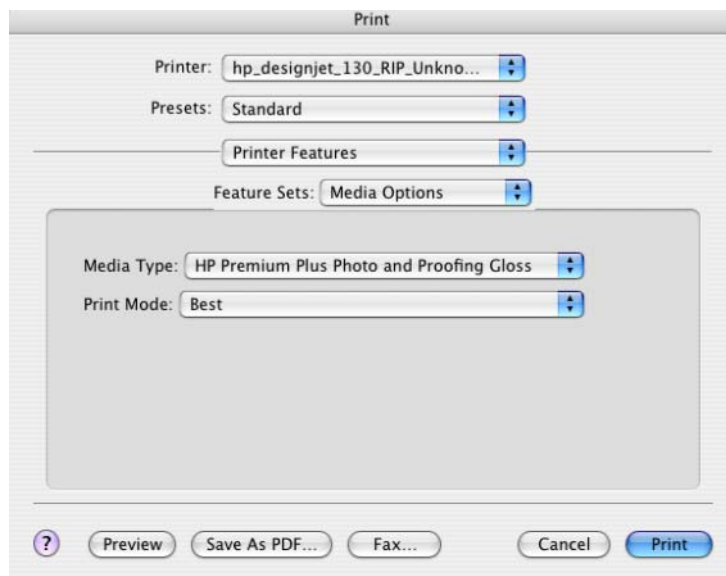 Print
Printer: hp_designjet_130_RIP_Unkno...
Presets: Standard
Printer Features
Feature Sets: Media Options
Media Type: HP Premium Plus Photo and Proofing Gloss
Print Mode: Best
? Preview Save As PDF... Fax... Cancel Print